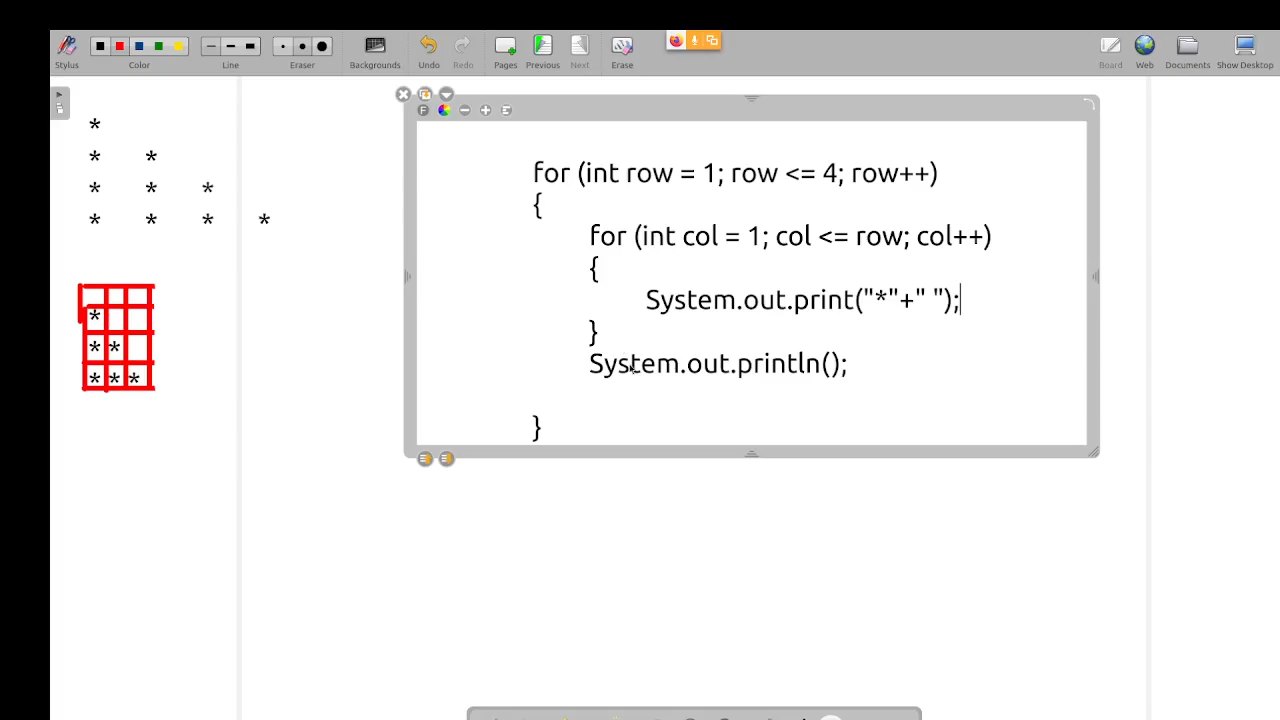 Stylus
Color
Line
Eraser
Backgrounds
Undo
Redo
Pages
Previous
Next
Erase
Board
Web
Documents
Show Desktop
*
* *
* * *
* * * *
*
**
***
F
for (int row = 1; row <= 4; row++)
{
for (int col = 1; col <= row; col++)
{
System.out.print("*"+" ");
}
System.out.println();
}